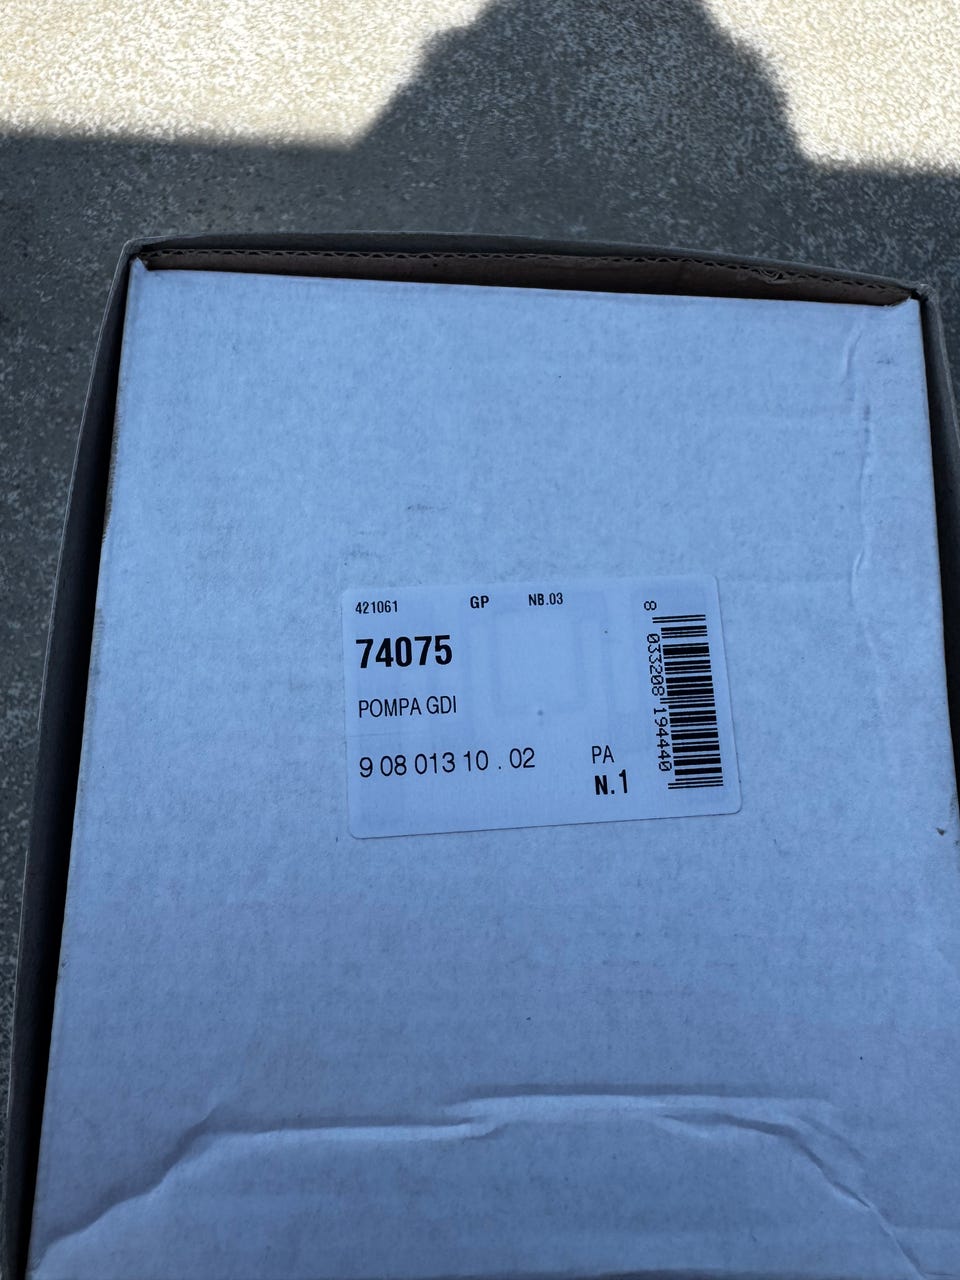 421061 GP NB.03
74075
POMPA GDI
9 08 013 10 . 02 PA
N.1
8 033208 194440